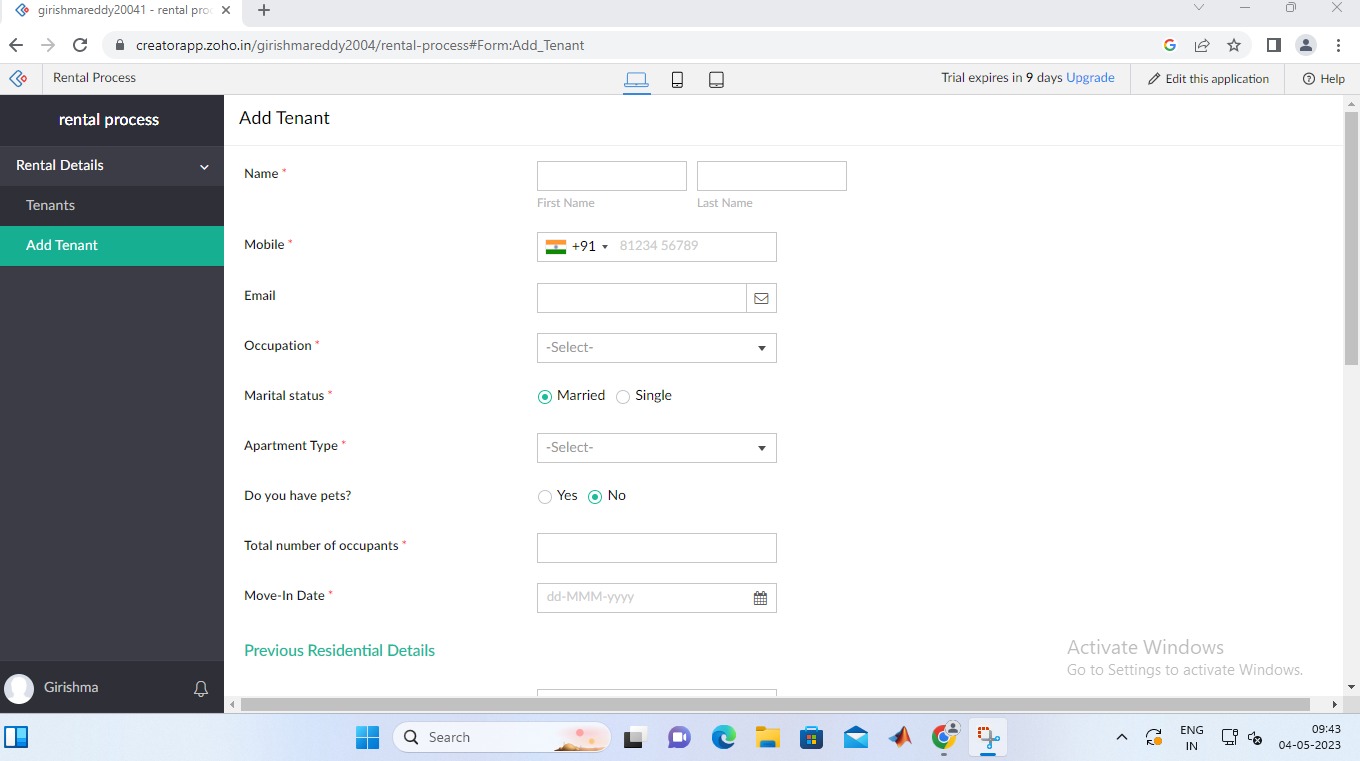 girishmareddy20041 - rental pro
creatorapp.zoho.in/girishmareddy2004/rental-process#Form:Add_Tenant
Rental Process
Trial expires in 9 days Upgrade
Edit this application
Help
rental process
Add Tenant
Rental Details
Tenants
Add Tenant
Name *
First Name
Last Name
Mobile *
+91
81234 56789
Email
Occupation *
-Select-
Marital status *
Married
Single
Apartment Type *
-Select-
Do you have pets?
Yes
No
Total number of occupants *
Move-In Date *
dd-MMM-yyyy
Previous Residential Details
Activate Windows
Go to Settings to activate Windows.
Girishma
Search
ENG
IN
09:43
04-05-2023